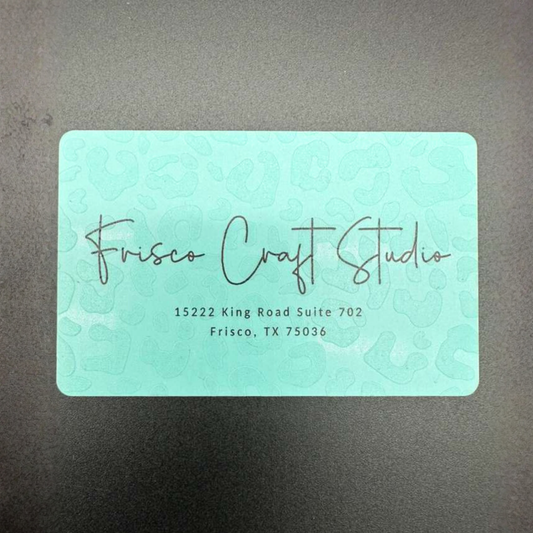 Frisco Craft Studio
15222 King Road Suite 702
Frisco, TX 75036